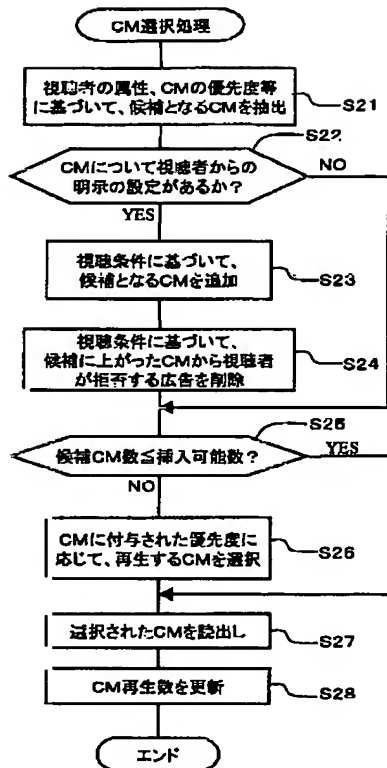 CM選択処理
視聴者の属性、CMの優先度等
に基づいて、候補となるCMを抽出
S21
S22
CMについて視聴者からの
明示の設定があるか？
NO
YES
視聴条件に基づいて、
候補となるCMを追加
S23
視聴条件に基づいて、
候補に上がったCMから視聴者
が拒否する広告を削除
S24
S25
候補CM数≦挿入可能数？
YES
NO
CMに付与された優先度に
応じて、再生するCMを選択
S26
選択されたCMを読出し
S27
CM再生数を更新
S28
エンド